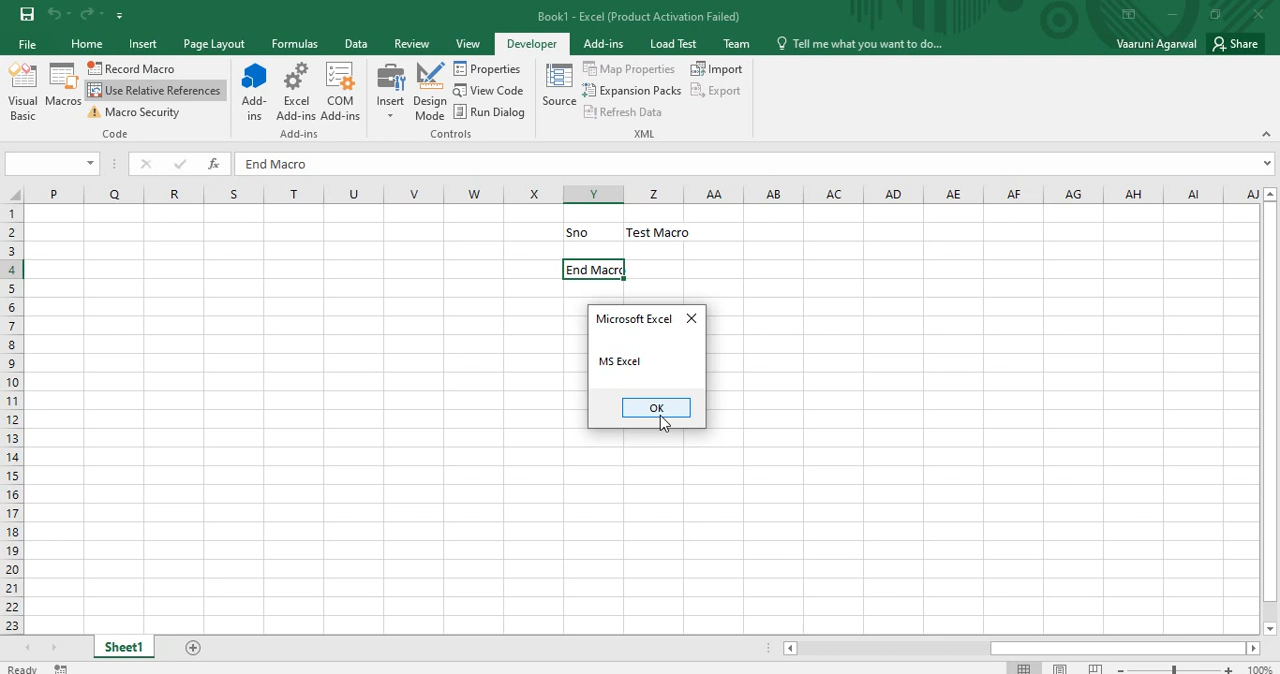 Book1 - Excel (Product Activation Failed)
File Home Insert Page Layout Formulas Data Review View Developer Add-ins Load Test Team Tell me what you want to do... Vaaruni Agarwal Share
Visual Basic
Macros
Record Macro
Use Relative References
Macro Security
Code
Add-ins
Excel Add-ins
COM Add-ins
Add-ins
Insert
Design Mode
Properties
View Code
Run Dialog
Controls
Source
Map Properties
Expansion Packs
Refresh Data
Import
Export
XML
fx End Macro
P Q R S T U V W X Y Z AA AB AC AD AE AF AG AH AI AJ
1
2 Sno Test Macro
3
4 End Macro
5
6
7
8
9
10
11
12
13
14
15
16
17
18
19
20
21
22
23
Microsoft Excel
MS Excel
OK
Sheet1
Ready 100%